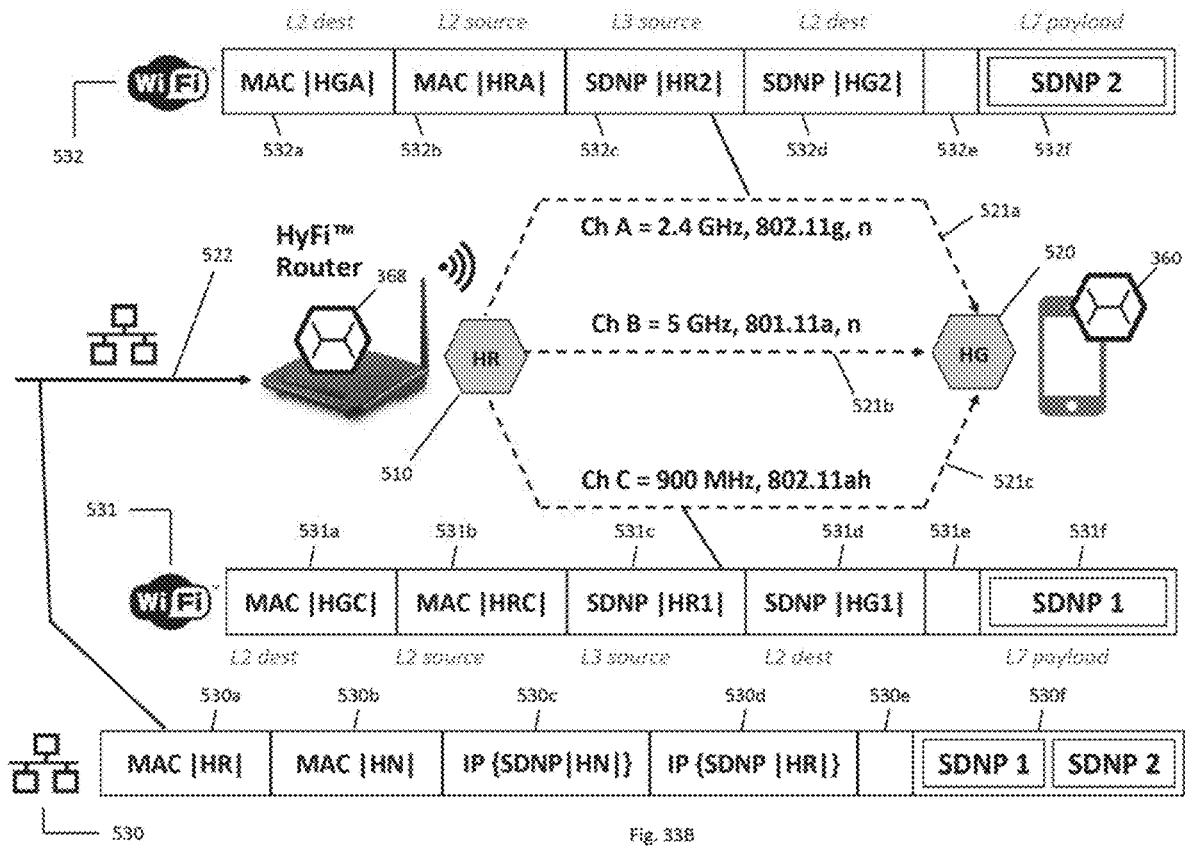 L2 dest L2 source L3 source L2 dest L7 payload
WiFi MAC |HGA| MAC |HRA| SDNP |HR2| SDNP |HG2| SDNP 2
532 532a 532b 532c 532d 532e 532f
Ch A = 2.4 GHz, 802.11g, n
521a
HyFi™
Router
522
368
520
360
Ch B = 5 GHz, 801.11a, n
HR
HG
521b
510
Ch C = 900 MHz, 802.11ah
521c
531
531a 531b 531c 531d 531e 531f
WiFi MAC |HGC| MAC |HRC| SDNP |HR1| SDNP |HG1| SDNP 1
L2 dest L2 source L3 source L2 dest L7 payload
530a 530b 530c 530d 530e 530f
MAC |HR| MAC |HN| IP {SDNP|HN|} IP {SDNP |HR|} SDNP 1 SDNP 2
530
Fig. 33B